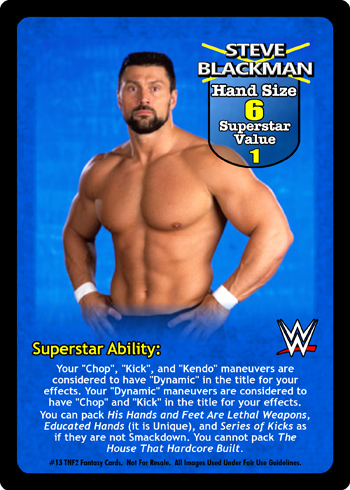 STEVE
BLACKMAN
Hand Size
6
Superstar
Value
1
W
Superstar Ability:
Your "Chop", "Kick", and "Kendo" maneuvers are
considered to have "Dynamic" in the title for your
effects. Your "Dynamic" maneuvers are considered to
have "Chop" and "Kick" in the title for your effects.
You can pack His Hands and Feet Are Lethal Weapons,
Educated Hands (it is Unique), and Series of Kicks as
if they are not Smackdown. You cannot pack The
House That Hardcore Built.
#13 TNF2 Fantasy Cards. Not For Resale. All Images Used Under Fair Use Guidelines.